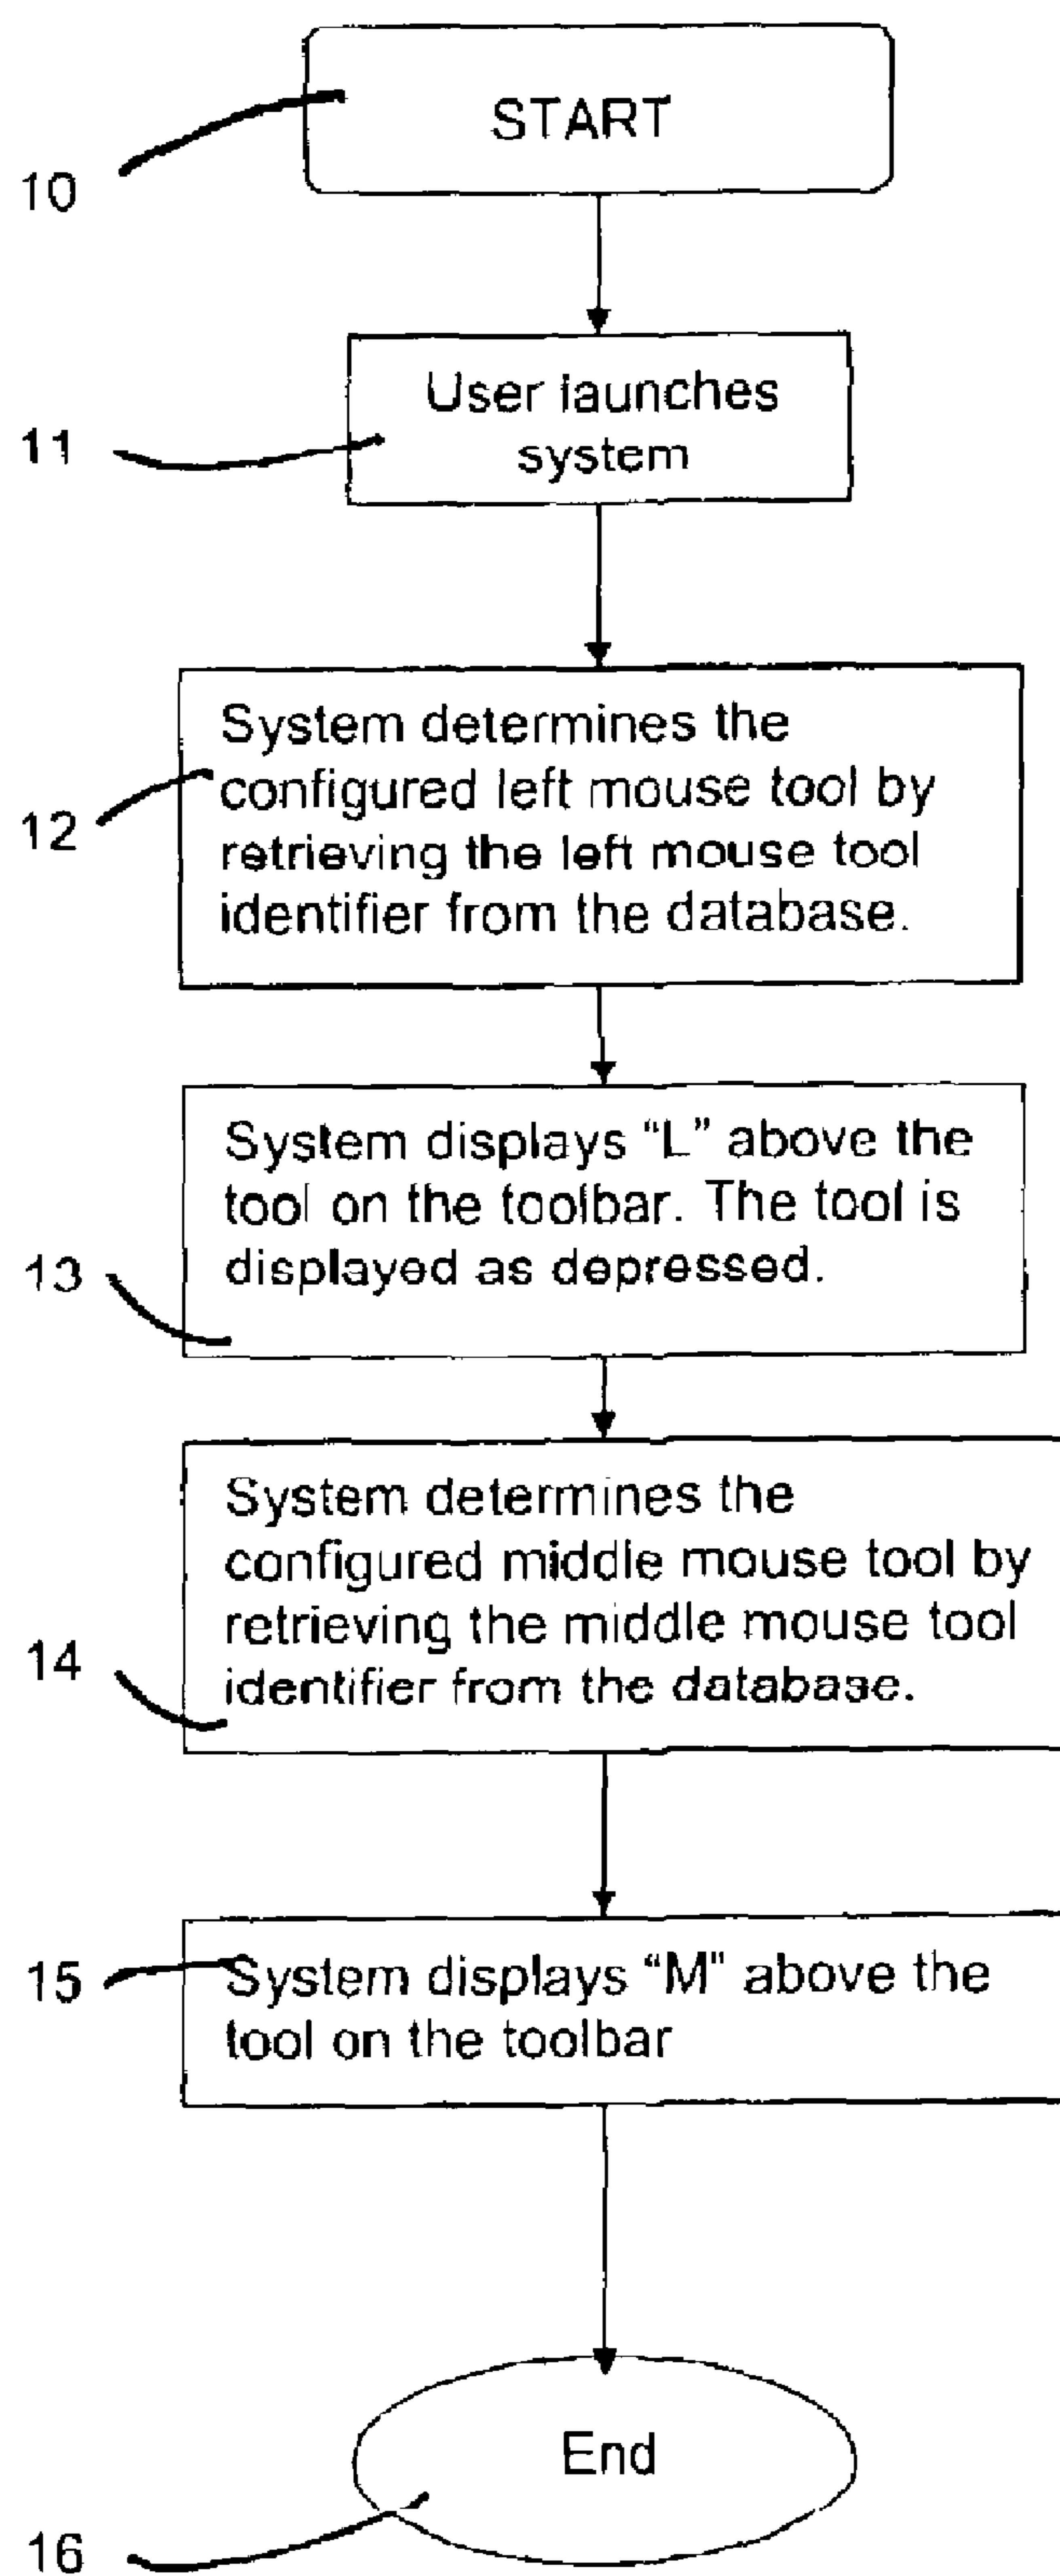 START
10
User launches
system
11
System determines the
configured left mouse tool by
retrieving the left mouse tool
identifier from the database.
12
System displays “L” above the
tool on the toolbar. The tool is
displayed as depressed.
13
System determines the
configured middle mouse tool by
retrieving the middle mouse tool
identifier from the database.
14
System displays “M” above the
tool on the toolbar
15
End
16